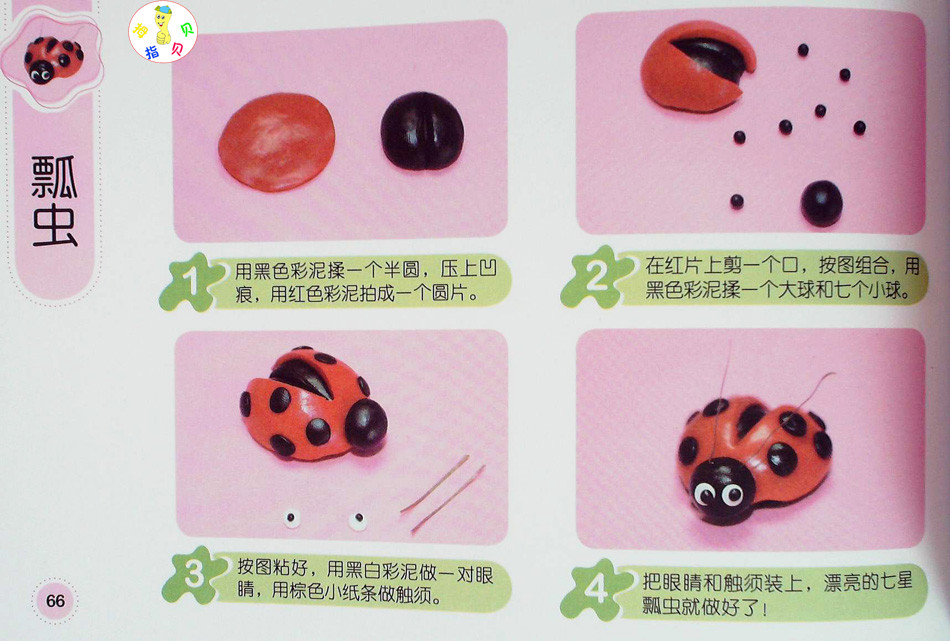 瓢虫
1
用黑色彩泥揉一个半圆，压上凹
痕，用红色彩泥拍成一个圆片。
2
在红片上剪一个口，按图组合，用
黑色彩泥揉一个大球和七个小球。
3
按图粘好，用黑白彩泥做一对眼
睛，用棕色小纸条做触须。
4
把眼睛和触须装上，漂亮的七星
瓢虫就做好了！
66
指
贝
贝